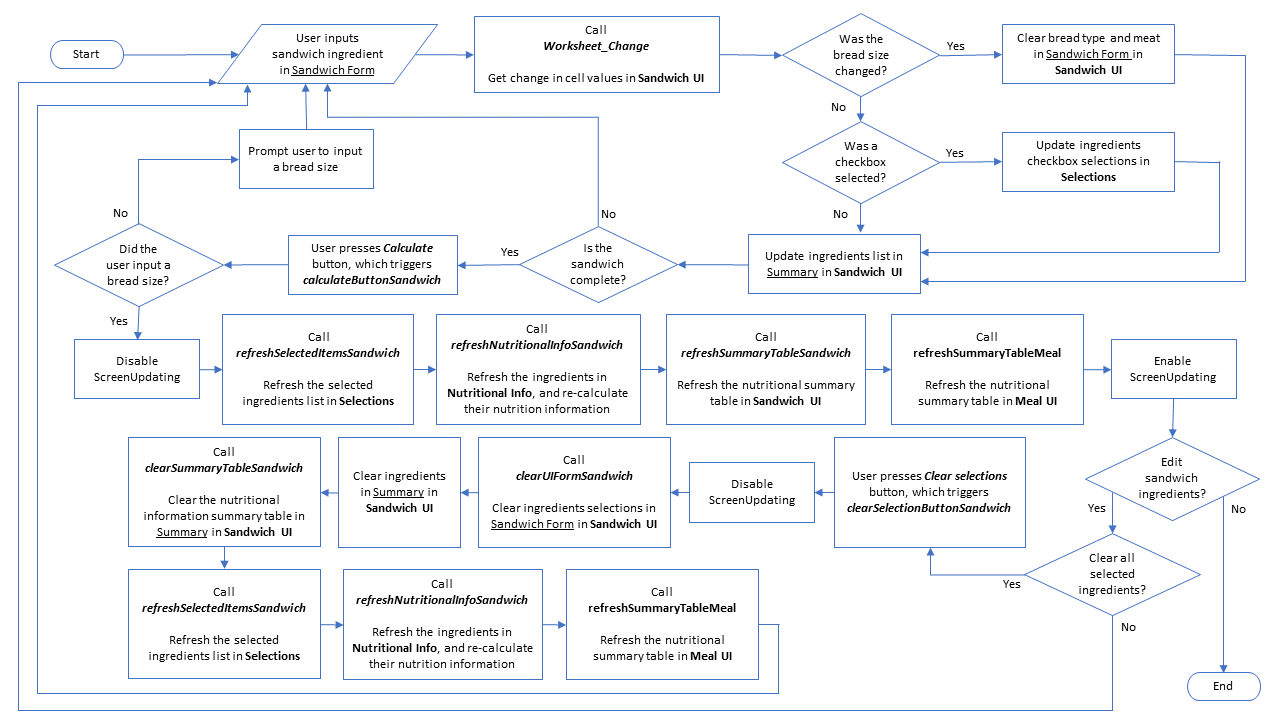 Start
User inputs
sandwich ingredient
in Sandwich Form
Call
Worksheet_Change
Get change in cell values in Sandwich UI
Was the
bread size
changed?
Yes
Clear bread type and meat
in Sandwich Form in
Sandwich UI
No
Was a
checkbox
selected?
Yes
Update ingredients
checkbox selections in
Selections
No
Update ingredients list in
Summary in Sandwich UI
Is the
sandwich
complete?
No
Yes
User presses Calculate
button, which triggers
calculateButtonSandwich
Did the
user input a
bread size?
No
Prompt user to input
a bread size
Yes
Disable
ScreenUpdating
Call
refreshSelectedItemsSandwich
Refresh the selected
ingredients list in Selections
Call
refreshNutritionalInfoSandwich
Refresh the ingredients in
Nutritional Info, and re-calculate
their nutrition information
Call
refreshSummaryTableSandwich
Refresh the nutritional summary
table in Sandwich UI
Call
refreshSummaryTableMeal
Refresh the nutritional
summary table in Meal UI
Enable
ScreenUpdating
Edit
sandwich
ingredients?
Yes
No
Clear all
selected
ingredients?
Yes
No
User presses Clear selections
button, which triggers
clearSelectionButtonSandwich
Disable
ScreenUpdating
Call
clearUIFormSandwich
Clear ingredients selections in
Sandwich Form in Sandwich UI
Clear ingredients
in Summary in
Sandwich UI
Call
clearSummaryTableSandwich
Clear the nutritional
information summary table in
Summary in Sandwich UI
Call
refreshSelectedItemsSandwich
Refresh the selected
ingredients list in Selections
Call
refreshNutritionalInfoSandwich
Refresh the ingredients in
Nutritional Info, and re-calculate
their nutrition information
Call
refreshSummaryTableMeal
Refresh the nutritional
summary table in Meal UI
End